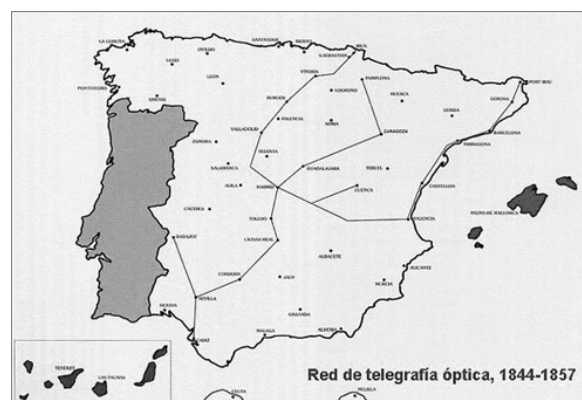 LA CORUÑA
OVIEDO
SANTANDER
BILBAO
S.SEBASTIAN
IRUN
LUGO
VITORIA
PAMPLONA
PORT BOU
PONTEVEDRA
LEON
BURGOS
LOGROÑO
HUESCA
GERONA
ORENSE
PALENCIA
LERIDA
SORIA
ZAMORA
VALLADOLID
ZARAGOZA
BARCELONA
TARRAGONA
SEGOVIA
SALAMANCA
GUADALAJARA
TERUEL
AVILA
MADRID
CUENCA
CASTELLON
CACERES
TOLEDO
VALENCIA
PALMA DE MALLORCA
BADAJOZ
CIUDAD REAL
ALBACETE
ALICANTE
CORDOBA
JAEN
MURCIA
SEVILLA
HUELVA
GRANADA
CADIZ
MALAGA
ALMERIA
TENERIFE
LAS PALMAS
CEUTA
MELILLA
Red de telegrafía óptica, 1844-1857